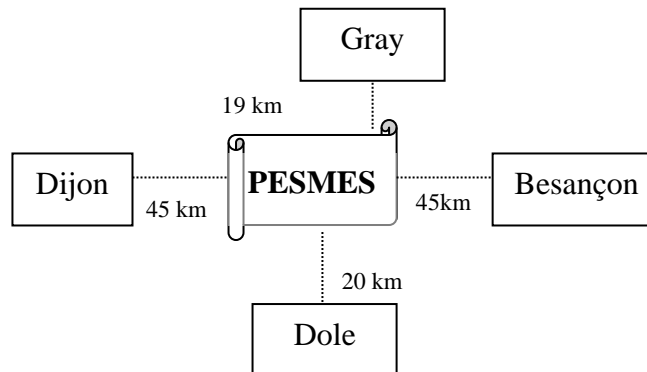 Gray
19 km
Dijon
PESMES
Besançon
45 km
45km
20 km
Dole